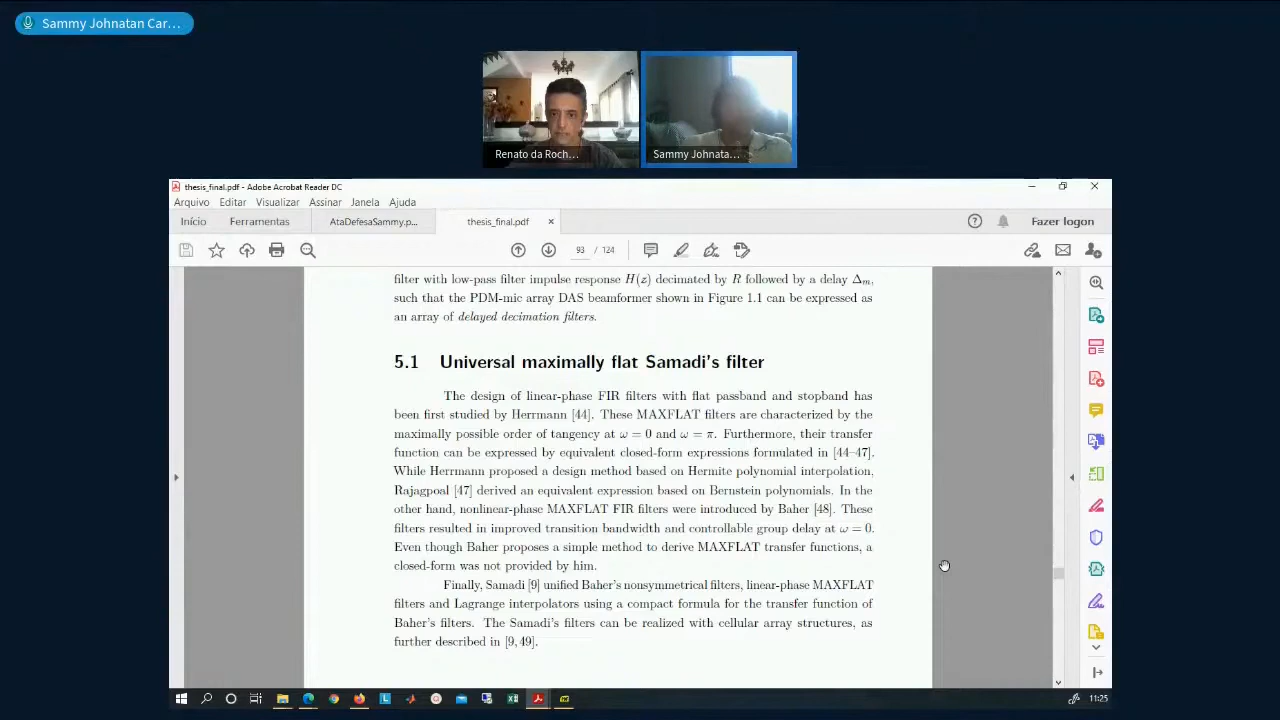 Sammy Johnatan Car...
Renato da Roch...
Sammy Johnata...
thesis_final.pdf - Adobe Acrobat Reader DC
Arquivo Editar Visualizar Assinar Janela Ajuda
Início Ferramentas AtaDefesaSammy.p... thesis_final.pdf × Fazer logon
93 / 124
filter with low-pass filter impulse response H(z) decimated by R followed by a delay Δm,
such that the PDM-mic array DAS beamformer shown in Figure 1.1 can be expressed as
an array of delayed decimation filters.
5.1 Universal maximally flat Samadi's filter
The design of linear-phase FIR filters with flat passband and stopband has
been first studied by Herrmann [44]. These MAXFLAT filters are characterized by the
maximally possible order of tangency at ω = 0 and ω = π. Furthermore, their transfer
function can be expressed by equivalent closed-form expressions formulated in [44–47].
While Herrmann proposed a design method based on Hermite polynomial interpolation,
Rajagpoal [47] derived an equivalent expression based on Bernstein polynomials. In the
other hand, nonlinear-phase MAXFLAT FIR filters were introduced by Baher [48]. These
filters resulted in improved transition bandwidth and controllable group delay at ω = 0.
Even though Baher proposes a simple method to derive MAXFLAT transfer functions, a
closed-form was not provided by him.
Finally, Samadi [9] unified Baher's nonsymmetrical filters, linear-phase MAXFLAT
filters and Lagrange interpolators using a compact formula for the transfer function of
Baher's filters. The Samadi's filters can be realized with cellular array structures, as
further described in [9, 49].
11:25